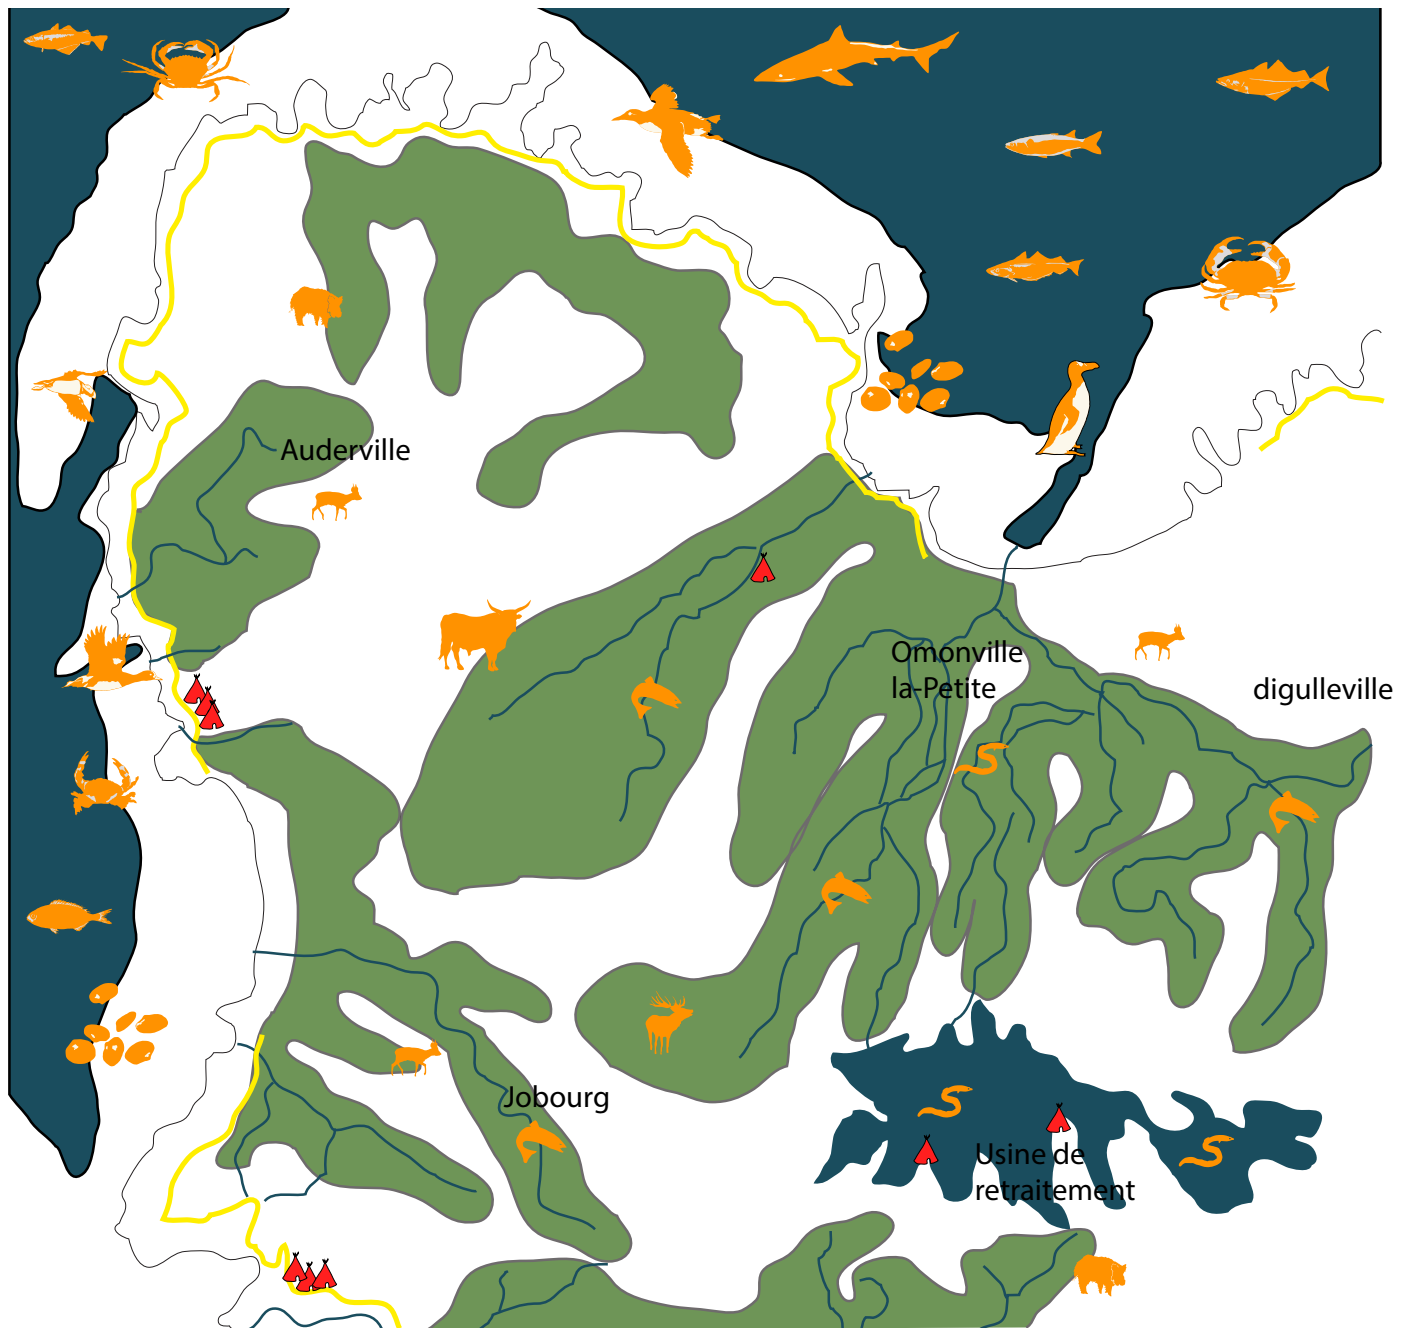 Auderville
Omonville
la-Petite
digulleville
Jobourg
Usine de
retraitement